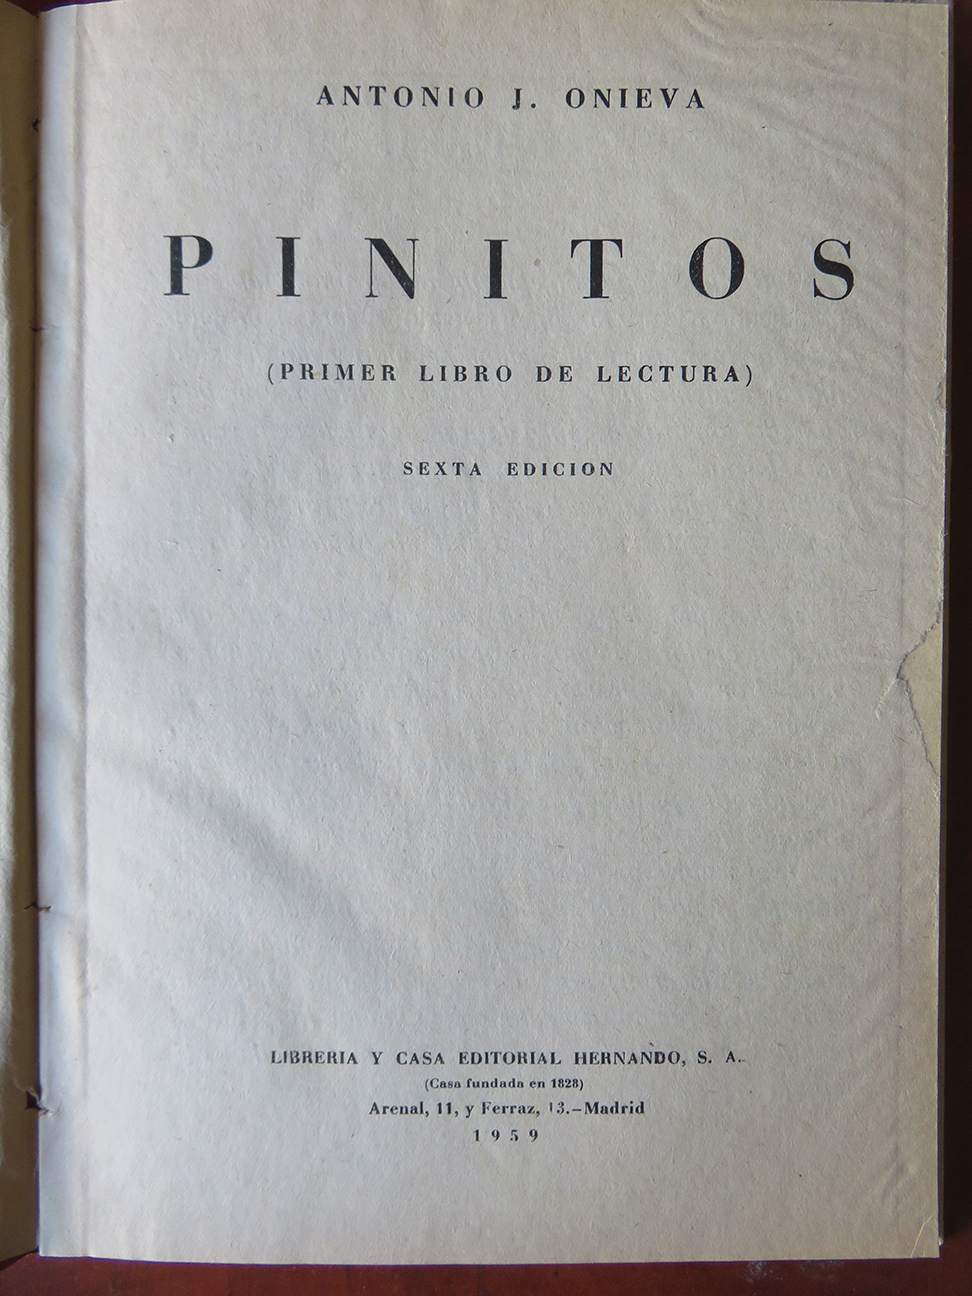 ANTONIO J. ONIEVA
PINITOS
(PRIMER LIBRO DE LECTURA)
SEXTA EDICION
LIBRERIA Y CASA EDITORIAL HERNANDO, S. A.
(Casa fundada en 1828)
Arenal, 11, y Ferraz, 13.—Madrid
1959